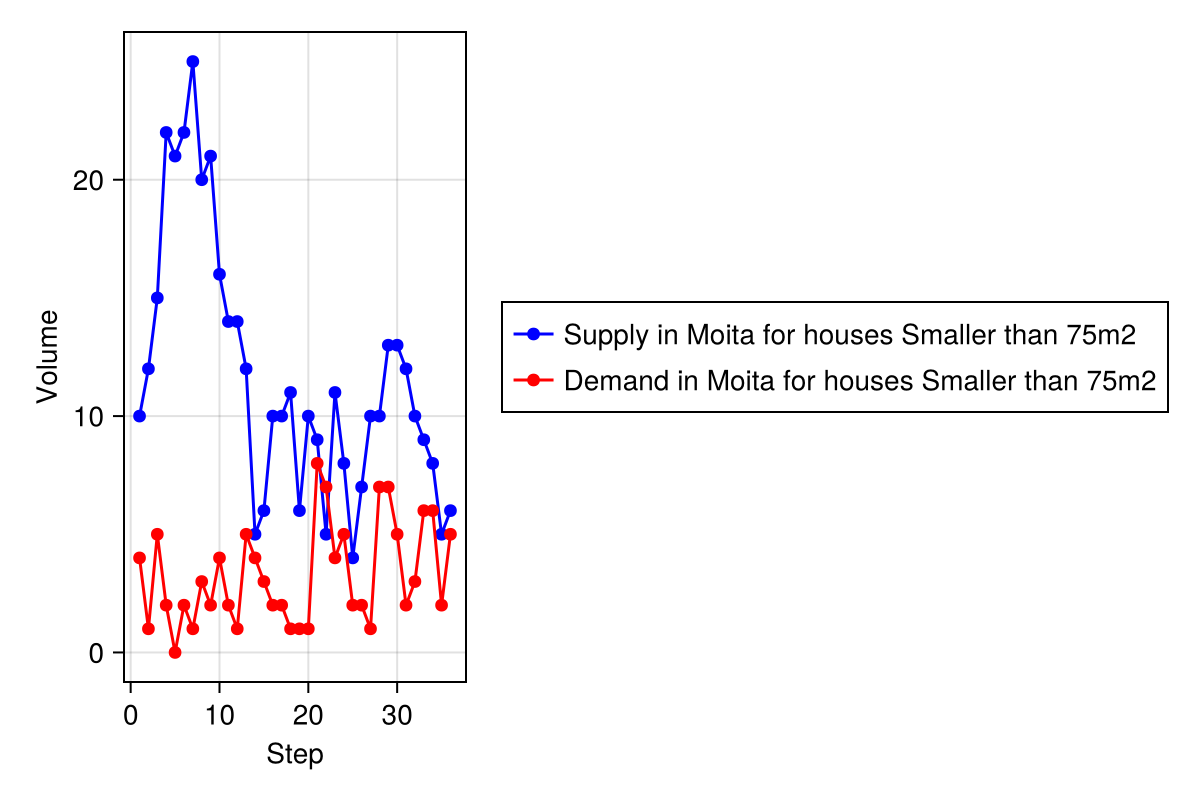 Volume
20
10
0
0 10 20 30
Step
Supply in Moita for houses Smaller than 75m2
Demand in Moita for houses Smaller than 75m2